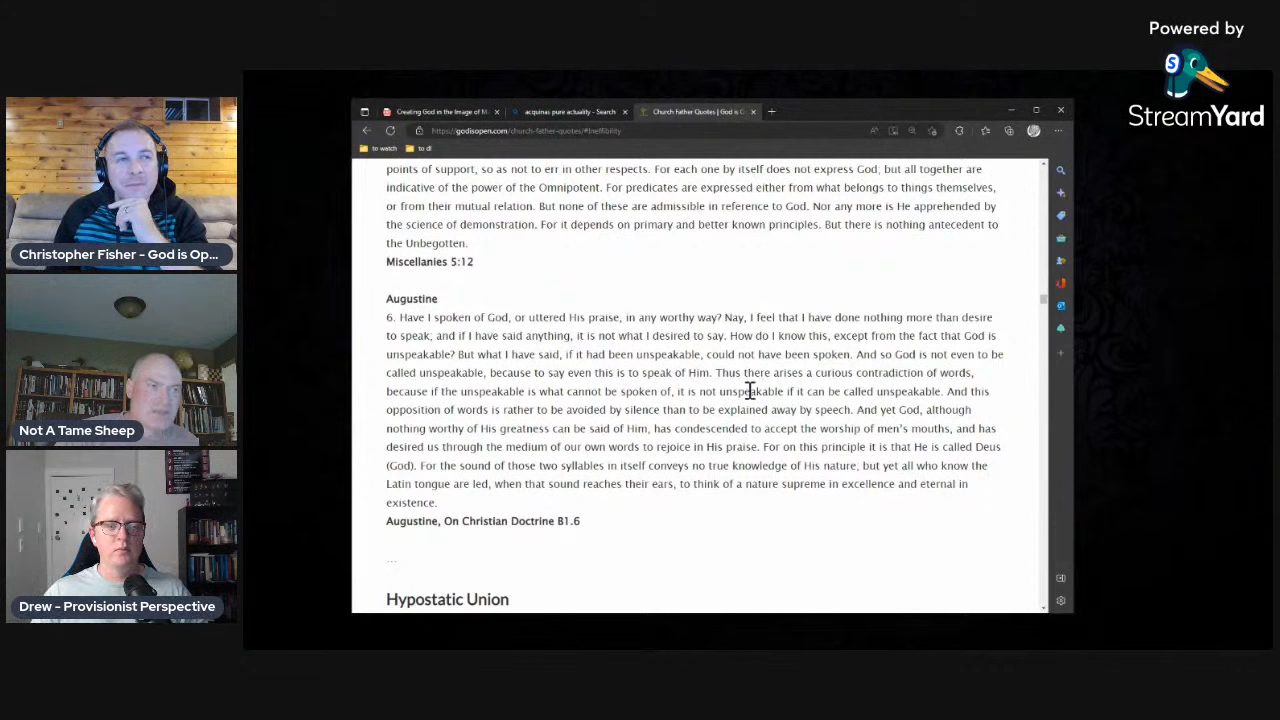 Powered by
StreamYard
Creating God in the Image of M
acquinas pure actuality - Search
Church Father Quotes | God is O
https://godisopen.com/church-father-quotes/#Ineffibility
to watch
to dl
points of support, so as not to err in other respects. For each one by itself does not express God; but all together are
indicative of the power of the Omnipotent. For predicates are expressed either from what belongs to things themselves,
or from their mutual relation. But none of these are admissible in reference to God. Nor any more is He apprehended by
the science of demonstration. For it depends on primary and better known principles. But there is nothing antecedent to
the Unbegotten.
Miscellanies 5:12
Augustine
6. Have I spoken of God, or uttered His praise, in any worthy way? Nay, I feel that I have done nothing more than desire
to speak; and if I have said anything, it is not what I desired to say. How do I know this, except from the fact that God is
unspeakable? But what I have said, if it had been unspeakable, could not have been spoken. And so God is not even to be
called unspeakable, because to say even this is to speak of Him. Thus there arises a curious contradiction of words,
because if the unspeakable is what cannot be spoken of, it is not unspeakable if it can be called unspeakable. And this
opposition of words is rather to be avoided by silence than to be explained away by speech. And yet God, although
nothing worthy of His greatness can be said of Him, has condescended to accept the worship of men's mouths, and has
desired us through the medium of our own words to rejoice in His praise. For on this principle it is that He is called Deus
(God). For the sound of those two syllables in itself conveys no true knowledge of His nature, but yet all who know the
Latin tongue are led, when that sound reaches their ears, to think of a nature supreme in excellence and eternal in
existence.
Augustine, On Christian Doctrine B1.6
...
Hypostatic Union
Christopher Fisher - God is Op...
Not A Tame Sheep
Drew - Provisionist Perspective